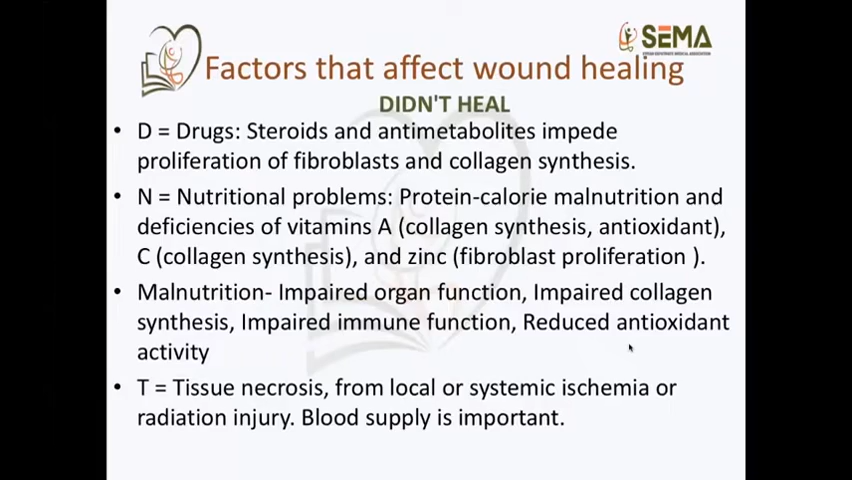 SEMA
Factors that affect wound healing
DIDN'T HEAL
• D = Drugs: Steroids and antimetabolites impede
proliferation of fibroblasts and collagen synthesis.
• N = Nutritional problems: Protein-calorie malnutrition and
deficiencies of vitamins A (collagen synthesis, antioxidant),
C (collagen synthesis), and zinc (fibroblast proliferation ).
• Malnutrition- Impaired organ function, Impaired collagen
synthesis, Impaired immune function, Reduced antioxidant
activity
• T = Tissue necrosis, from local or systemic ischemia or
radiation injury. Blood supply is important.